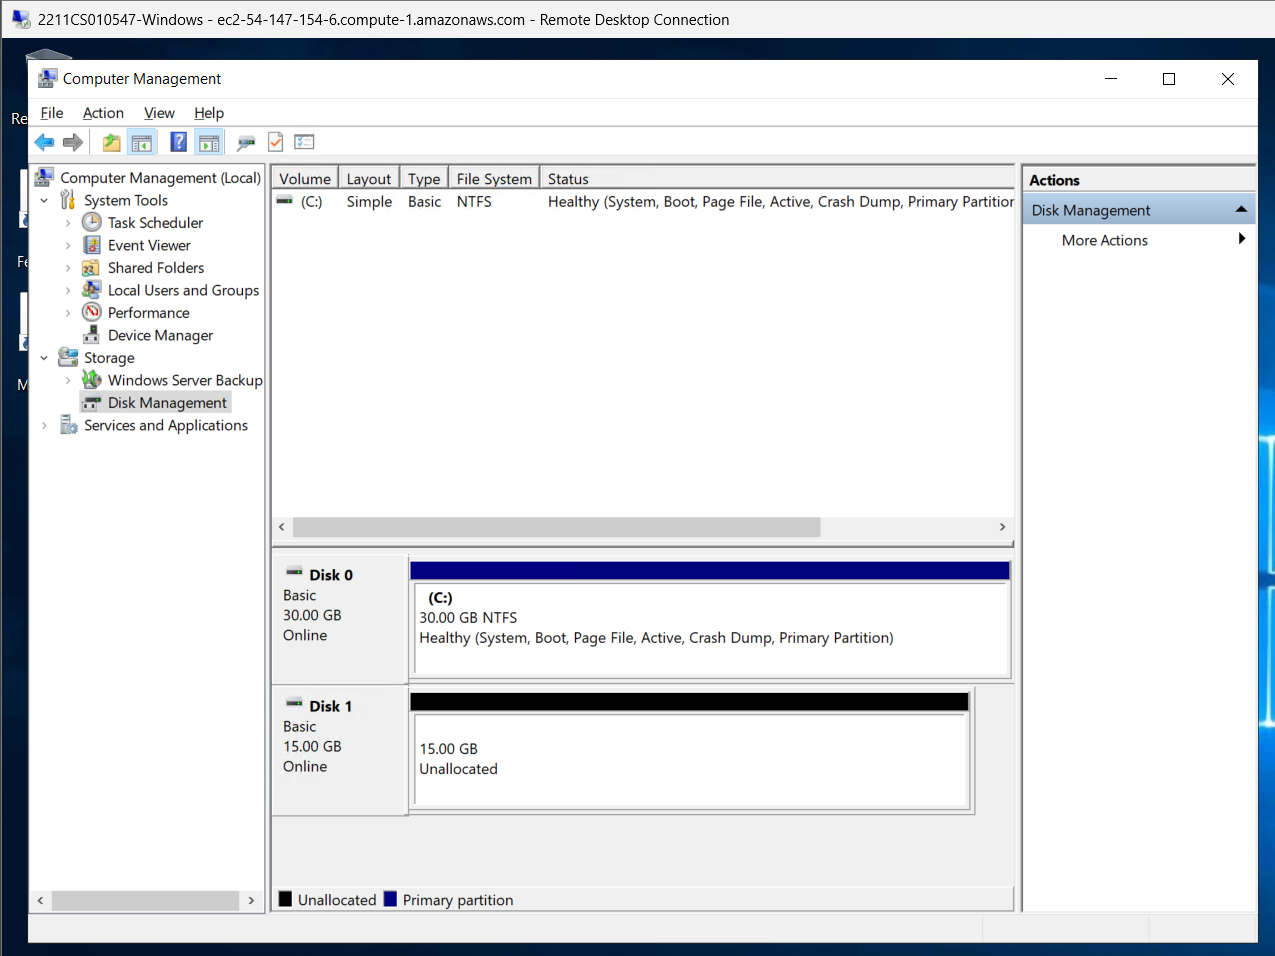 2211CS010547-Windows - ec2-54-147-154-6.compute-1.amazonaws.com - Remote Desktop Connection
Computer Management
File Action View Help
Computer Management (Local)
System Tools
Task Scheduler
Event Viewer
Shared Folders
Local Users and Groups
Performance
Device Manager
Storage
Windows Server Backup
Disk Management
Services and Applications
Volume Layout Type File System Status
(C:) Simple Basic NTFS Healthy (System, Boot, Page File, Active, Crash Dump, Primary Partition
Disk 0
Basic
30.00 GB
Online
(C:)
30.00 GB NTFS
Healthy (System, Boot, Page File, Active, Crash Dump, Primary Partition)
Disk 1
Basic
15.00 GB
Online
15.00 GB
Unallocated
Unallocated Primary partition
Actions
Disk Management
More Actions